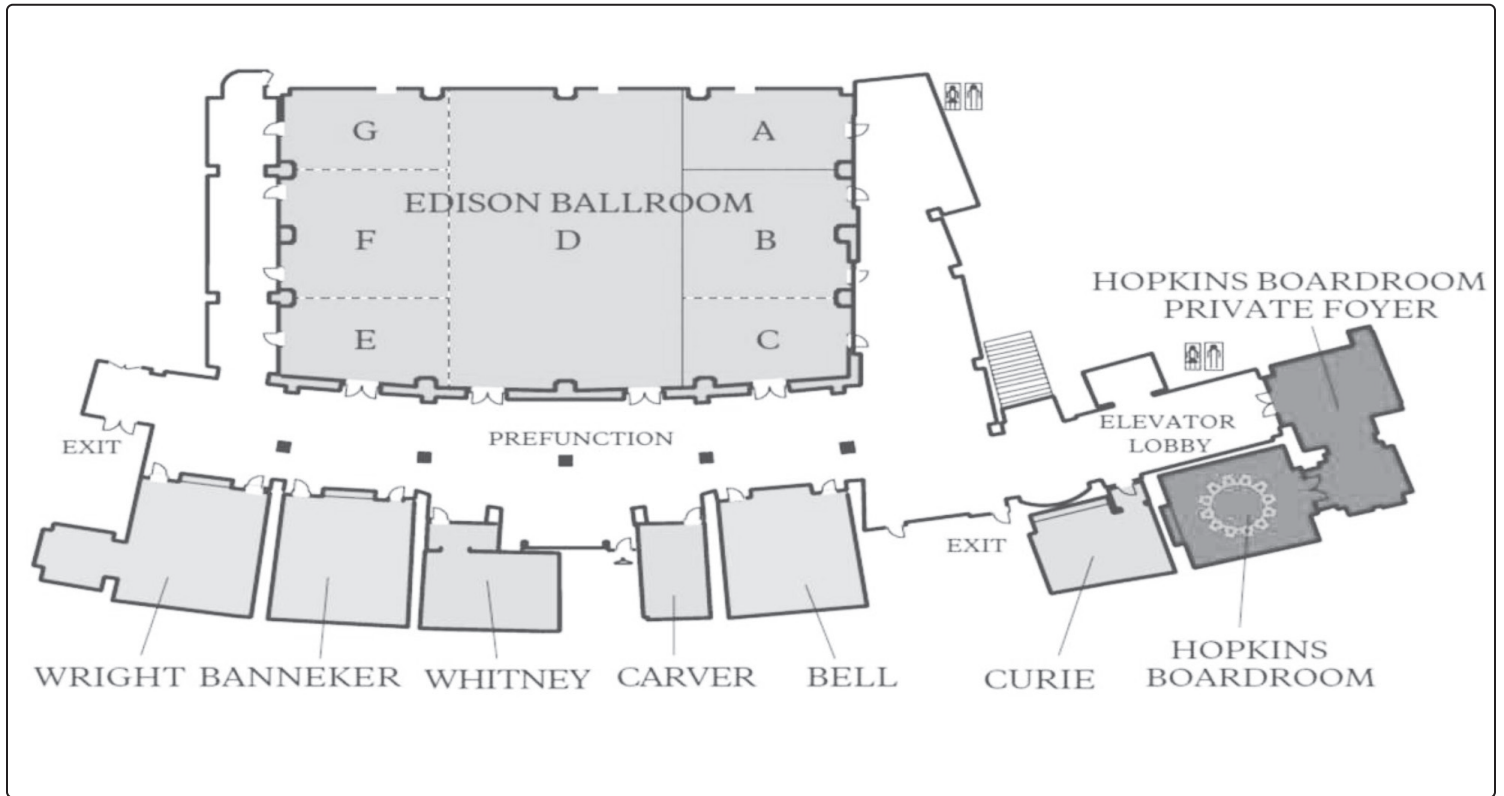 G
A
EDISON BALLROOM
F
D
B
E
C
HOPKINS BOARDROOM
PRIVATE FOYER
EXIT
PREFUNCTION
ELEVATOR
LOBBY
EXIT
WRIGHT
BANNEKER
WHITNEY
CARVER
BELL
CURIE
HOPKINS
BOARDROOM